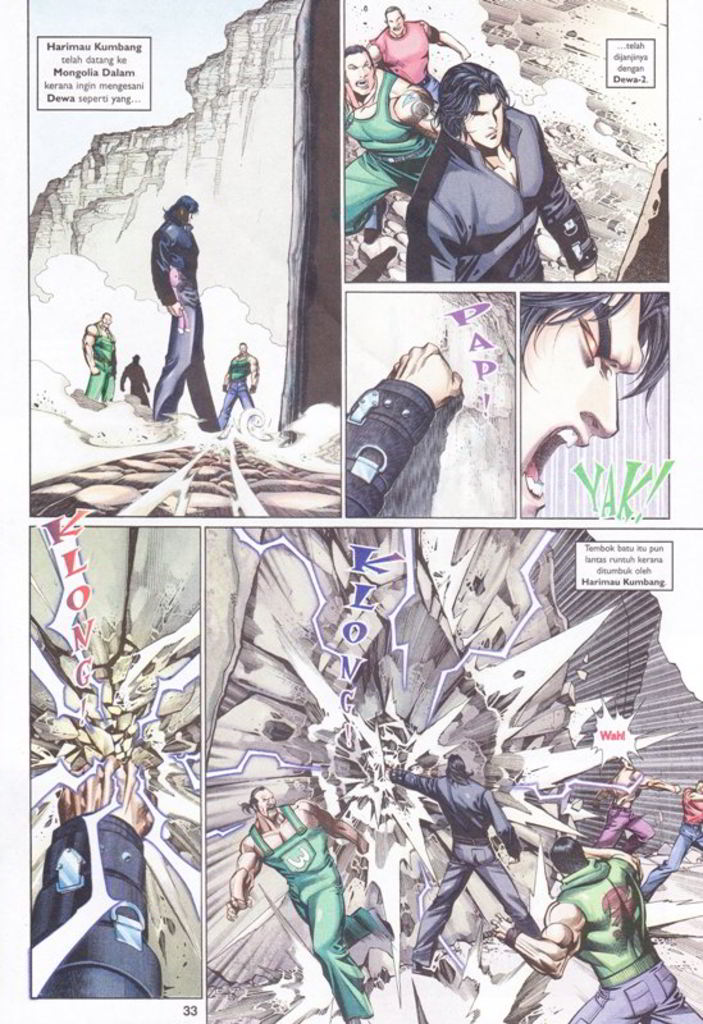 Harimau Kumbang
telah datang ke
Mongolia Dalam
kerana ingin mengesani
Dewa seperti yang...
...telah
dijanjinya
dengan
Dewa-2.
PAP!
YAK!
KLONG!
KLONG!
Tembok batu itu pun
lantas runtuh kerana
ditumbuk oleh
Harimau Kumbang.
Wah!
W
33